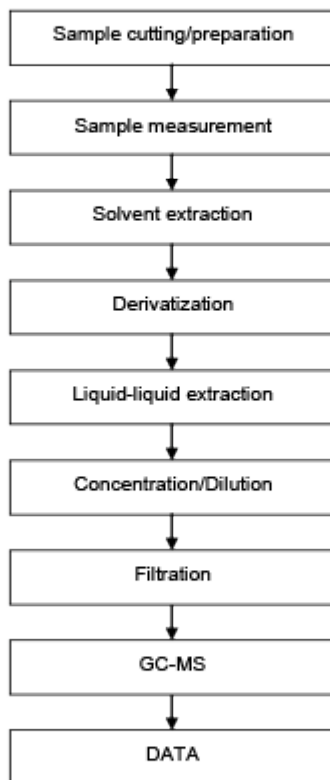 Sample cutting/preparation
Sample measurement
Solvent extraction
Derivatization
Liquid-liquid extraction
Concentration/Dilution
Filtration
GC-MS
DATA